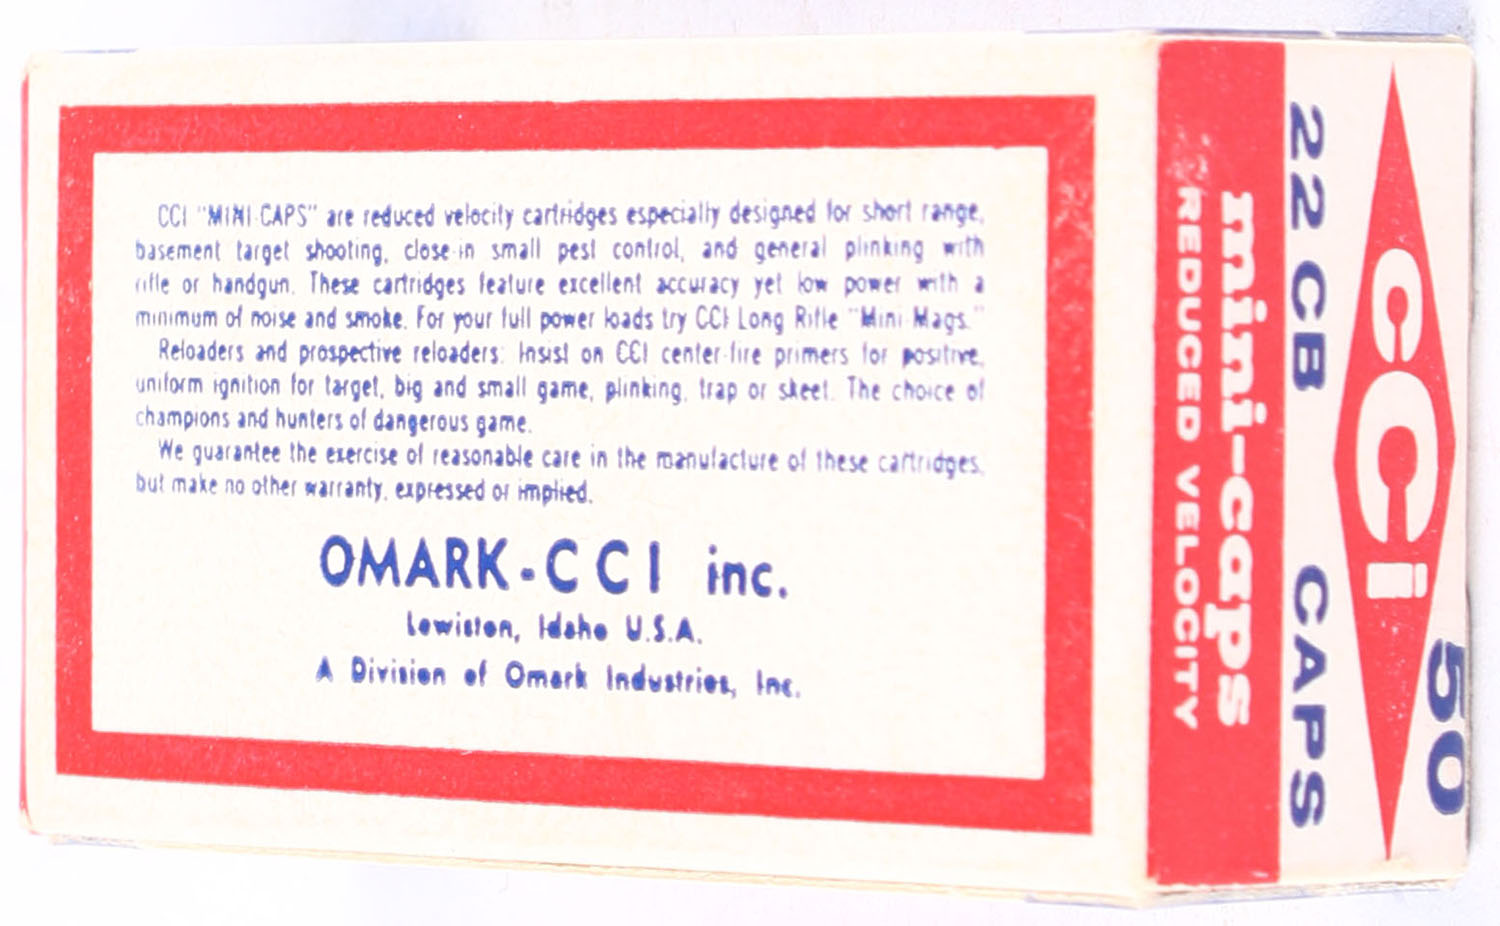 CCI "MINI-CAPS" are reduced velocity cartridges especially designed for short range,
basement target shooting, close-in small pest control, and general plinking with
rifle or handgun. These cartridges feature excellent accuracy yet low power with a
minimum of noise and smoke. For your full power loads try CCI Long Rifle "Mini-Mags."
Reloaders and prospective reloaders: Insist on CCI center-fire primers for positive,
uniform ignition for target, big and small game, plinking, trap or skeet. The choice of
champions and hunters of dangerous game.
We guarantee the exercise of reasonable care in the manufacture of these cartridges,
but make no other warranty, expressed or implied.
OMARK-CCI inc.
Lewiston, Idaho U.S.A.
A Division of Omark Industries, Inc.
50
CCi
22 CB CAPS
mini-caps
REDUCED VELOCITY